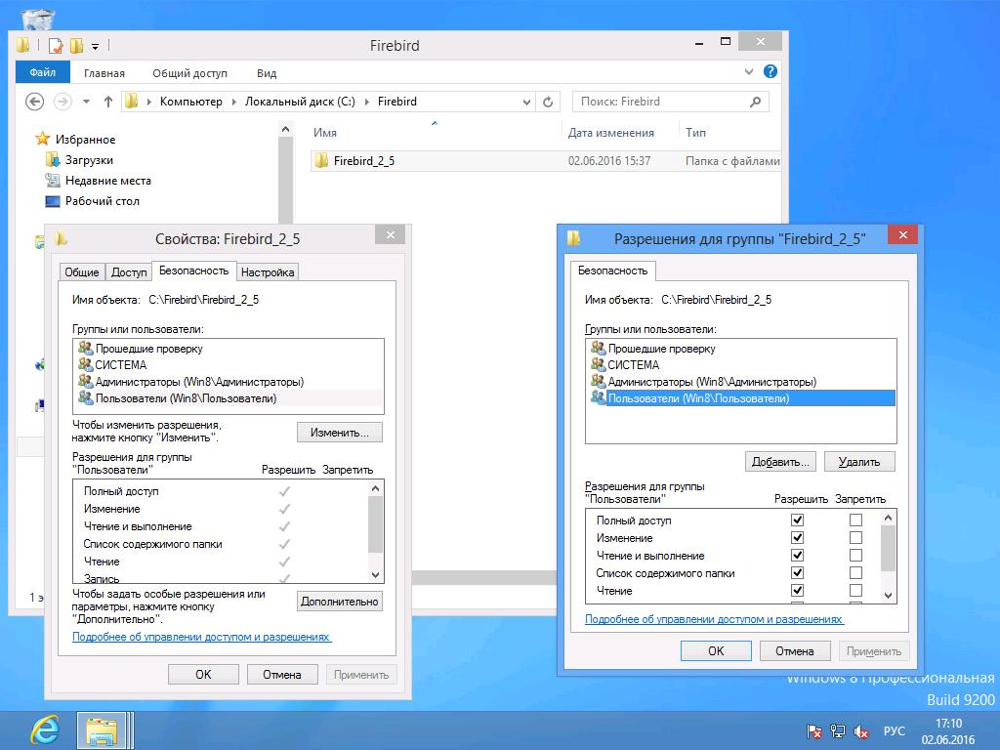 Firebird
Файл
Главная
Общий доступ
Вид
Компьютер
Локальный диск (C:)
Firebird
Поиск: Firebird
Избранное
Загрузки
Недавние места
Рабочий стол
Имя
Дата изменения
Тип
Firebird_2_5
02.06.2016 15:37
Папка с файлами
Свойства: Firebird_2_5
Общие
Доступ
Безопасность
Настройка
Имя объекта: C:\Firebird\Firebird_2_5
Группы или пользователи:
Прошедшие проверку
СИСТЕМА
Администраторы (Win8\Администраторы)
Пользователи (Win8\Пользователи)
Чтобы изменить разрешения,
нажмите кнопку "Изменить".
Изменить...
Разрешения для группы
"Пользователи"
Разрешить
Запретить
Полный доступ
Изменение
Чтение и выполнение
Список содержимого папки
Чтение
Запись
Чтобы задать особые разрешения или
параметры, нажмите кнопку
"Дополнительно".
Дополнительно
Подробнее об управлении доступом и разрешениях
OK
Отмена
Применить
Разрешения для группы "Firebird_2_5"
Безопасность
Имя объекта: C:\Firebird\Firebird_2_5
Группы или пользователи:
Прошедшие проверку
СИСТЕМА
Администраторы (Win8\Администраторы)
Пользователи (Win8\Пользователи)
Добавить...
Удалить
Разрешения для группы
"Пользователи"
Разрешить
Запретить
Полный доступ
Изменение
Чтение и выполнение
Список содержимого папки
Чтение
Подробнее об управлении доступом и разрешениях
OK
Отмена
Применить
Windows 8 Профессиональная
Build 9200
РУС
17:10
02.06.2016